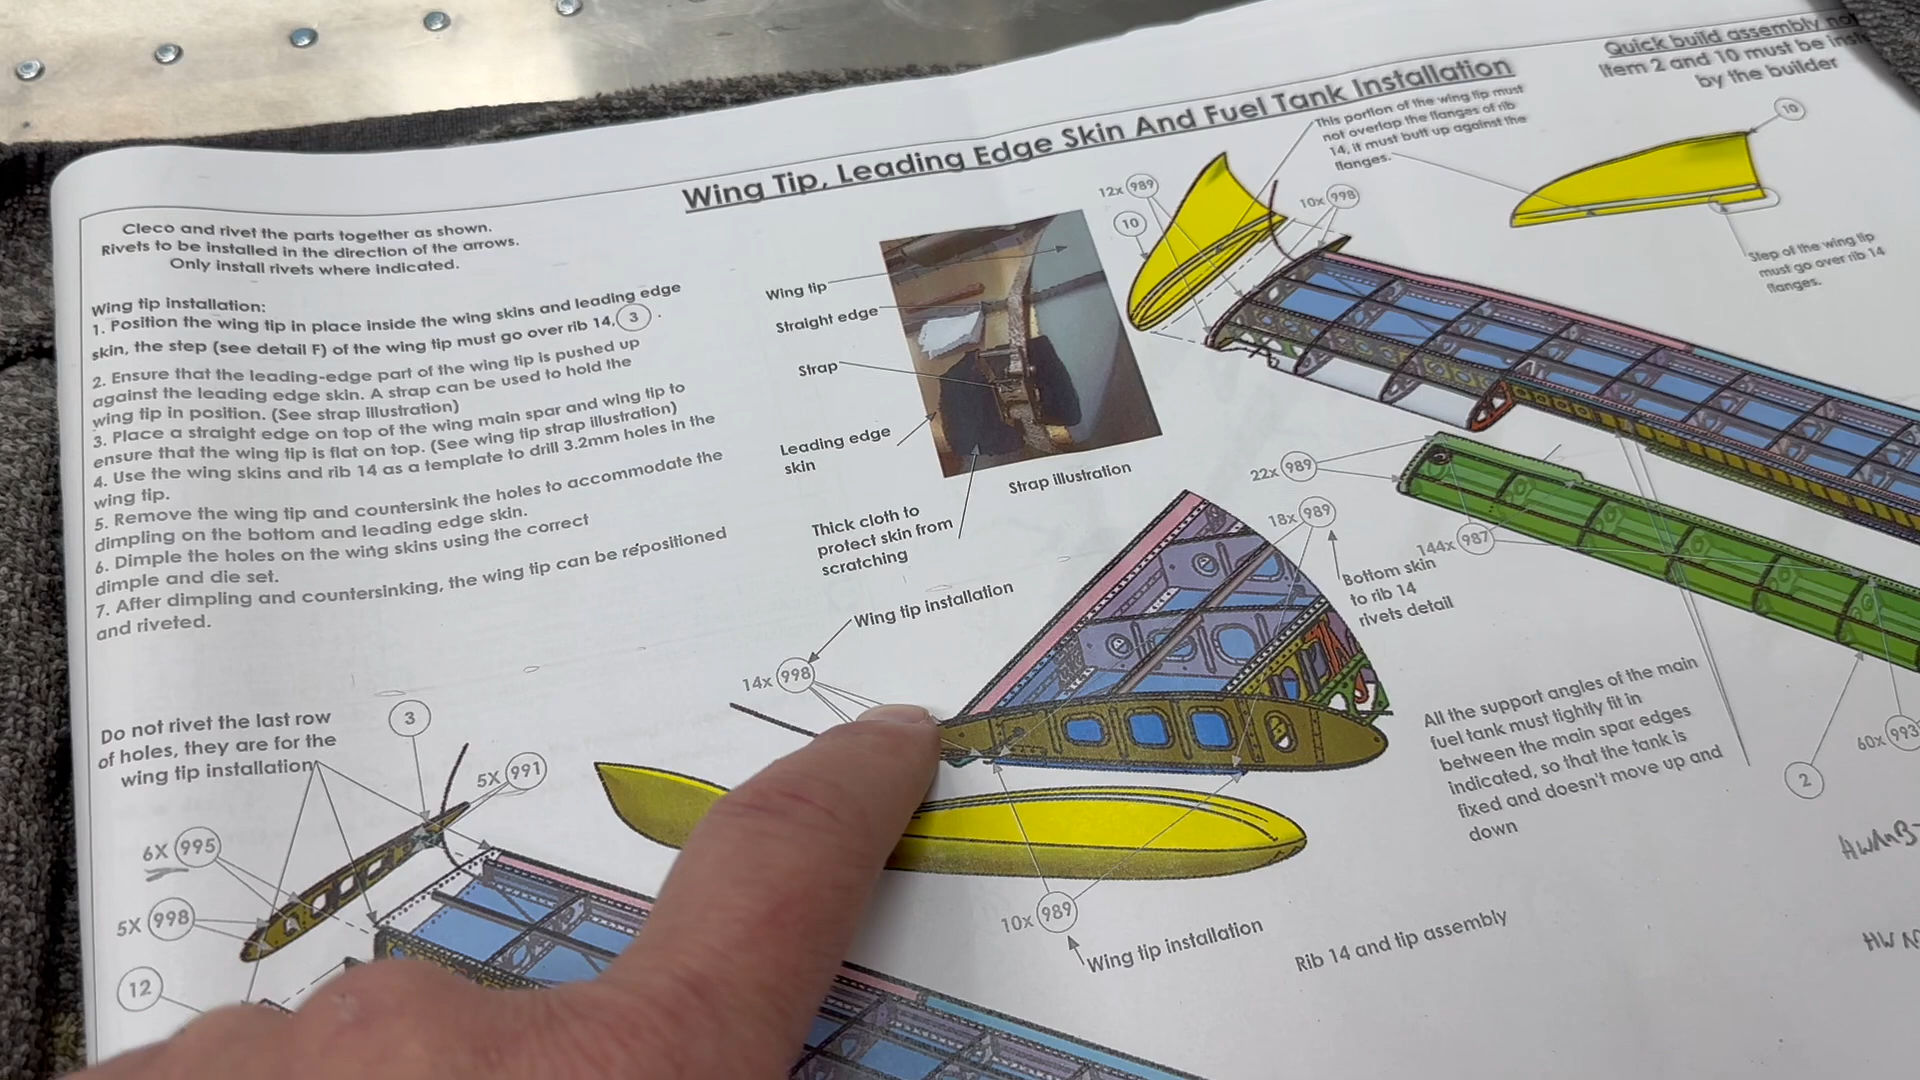 Wing Tip, Leading Edge Skin And Fuel Tank Installation
Quick build assembly
Item 2 and 10 must be
by the builder
Cleco and rivet the parts together as shown.
Rivets to be installed in the direction of the arrows.
Only install rivets where indicated.
Wing tip installation:
1. Position the wing tip in place inside the wing skins and leading edge
skin, the step (see detail F) of the wing tip must go over rib 14, 3 .
2. Ensure that the leading-edge part of the wing tip is pushed up
against the leading edge skin. A strap can be used to hold the
wing tip in position. (See strap illustration)
3. Place a straight edge on top of the wing main spar and wing tip to
ensure that the wing tip is flat on top. (See wing tip strap illustration)
4. Use the wing skins and rib 14 as a template to drill 3.2mm holes in the
wing tip.
5. Remove the wing tip and countersink the holes to accommodate the
dimpling on the bottom and leading edge skin.
6. Dimple the holes on the wing skins using the correct
dimple and die set.
7. After dimpling and countersinking, the wing tip can be repositioned
and riveted.
Wing tip
Straight edge
Strap
Leading edge
skin
Thick cloth to
protect skin from
scratching
Strap illustration
12x 989
10
10x 998
This portion of the wing tip must
not overlap the flanges of rib
14, it must butt up against the
flanges.
10
Step of the wing tip
must go over rib 14
flanges.
22x 989
144x 987
18x 989
Bottom skin
to rib 14
rivets detail
Wing tip installation
14x 998
All the support angles of the main
fuel tank must tightly fit in
between the main spar edges
indicated, so that the tank is
fixed and doesn't move up and
down
60x 993
2
Do not rivet the last row
of holes, they are for the
wing tip installation
3
5X 991
6X 995
5X 998
12
10x 989
Wing tip installation
Rib 14 and tip assembly